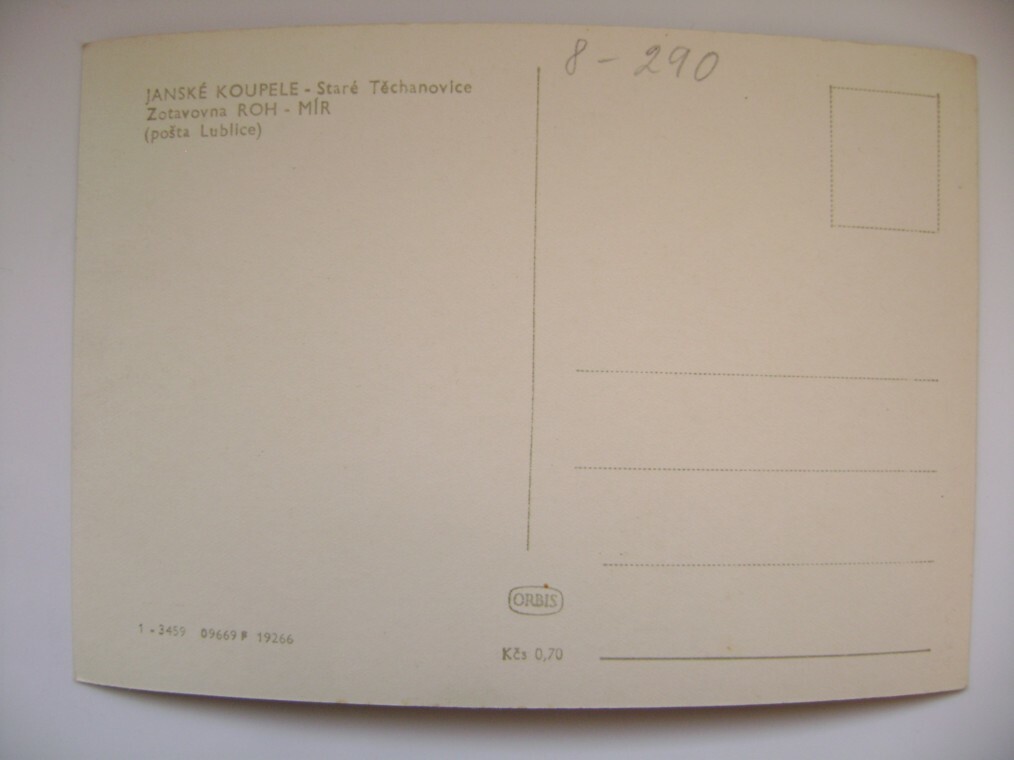 8 - 290
JANSKÉ KOUPELE - Staré Těchanovice
Zotavovna ROH - MÍR
(pošta Lublice)
ORBIS
1 - 3459 09669 F 19266
Kčs 0,70